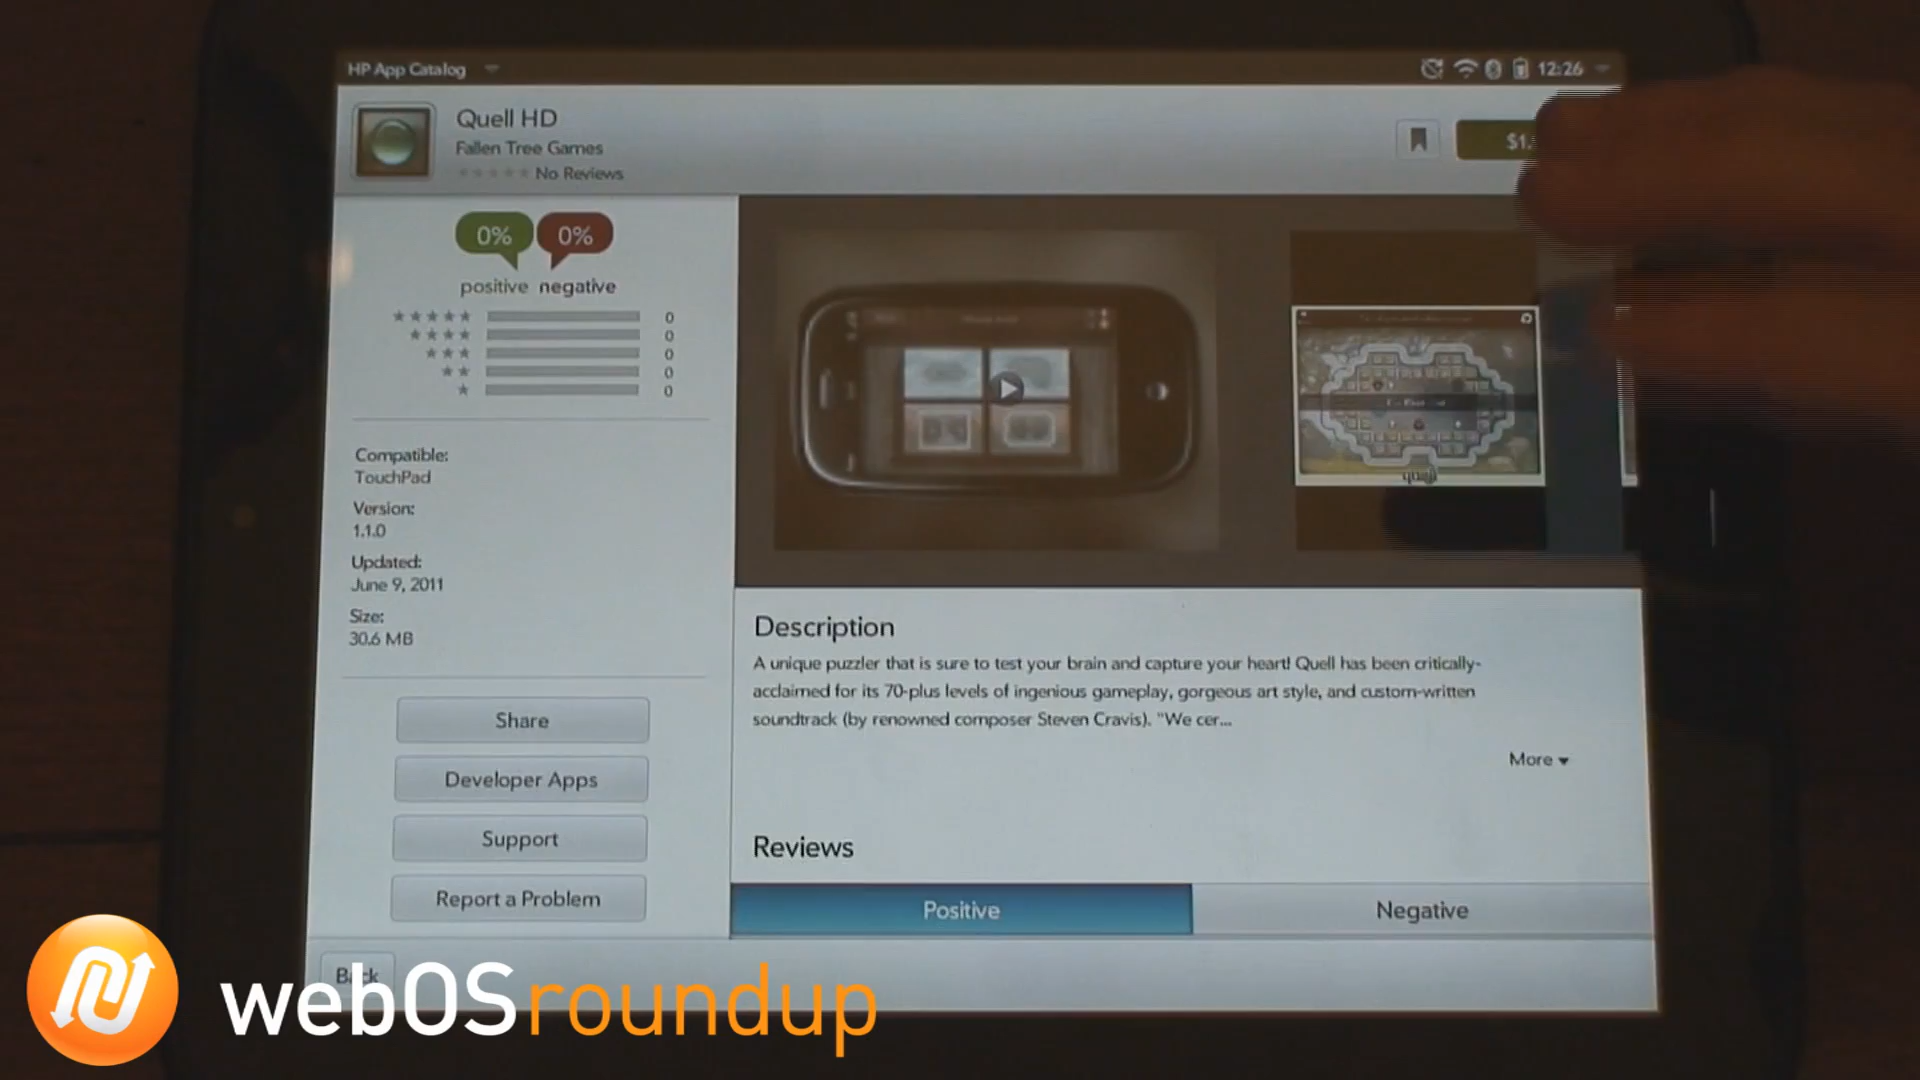 HP App Catalog
12:26
Quell HD
Fallen Tree Games
No Reviews
$1.
0% 0%
positive negative
0
0
0
0
0
Compatible:
TouchPad
Version:
1.1.0
Updated:
June 9, 2011
Size:
30.6 MB
Share
Developer Apps
Support
Report a Problem
Back
Description
A unique puzzler that is sure to test your brain and capture your heart! Quell has been critically-
acclaimed for its 70-plus levels of ingenious gameplay, gorgeous art style, and custom-written
soundtrack (by renowned composer Steven Cravis). "We cer...
More
Reviews
Positive
Negative
webOSroundup